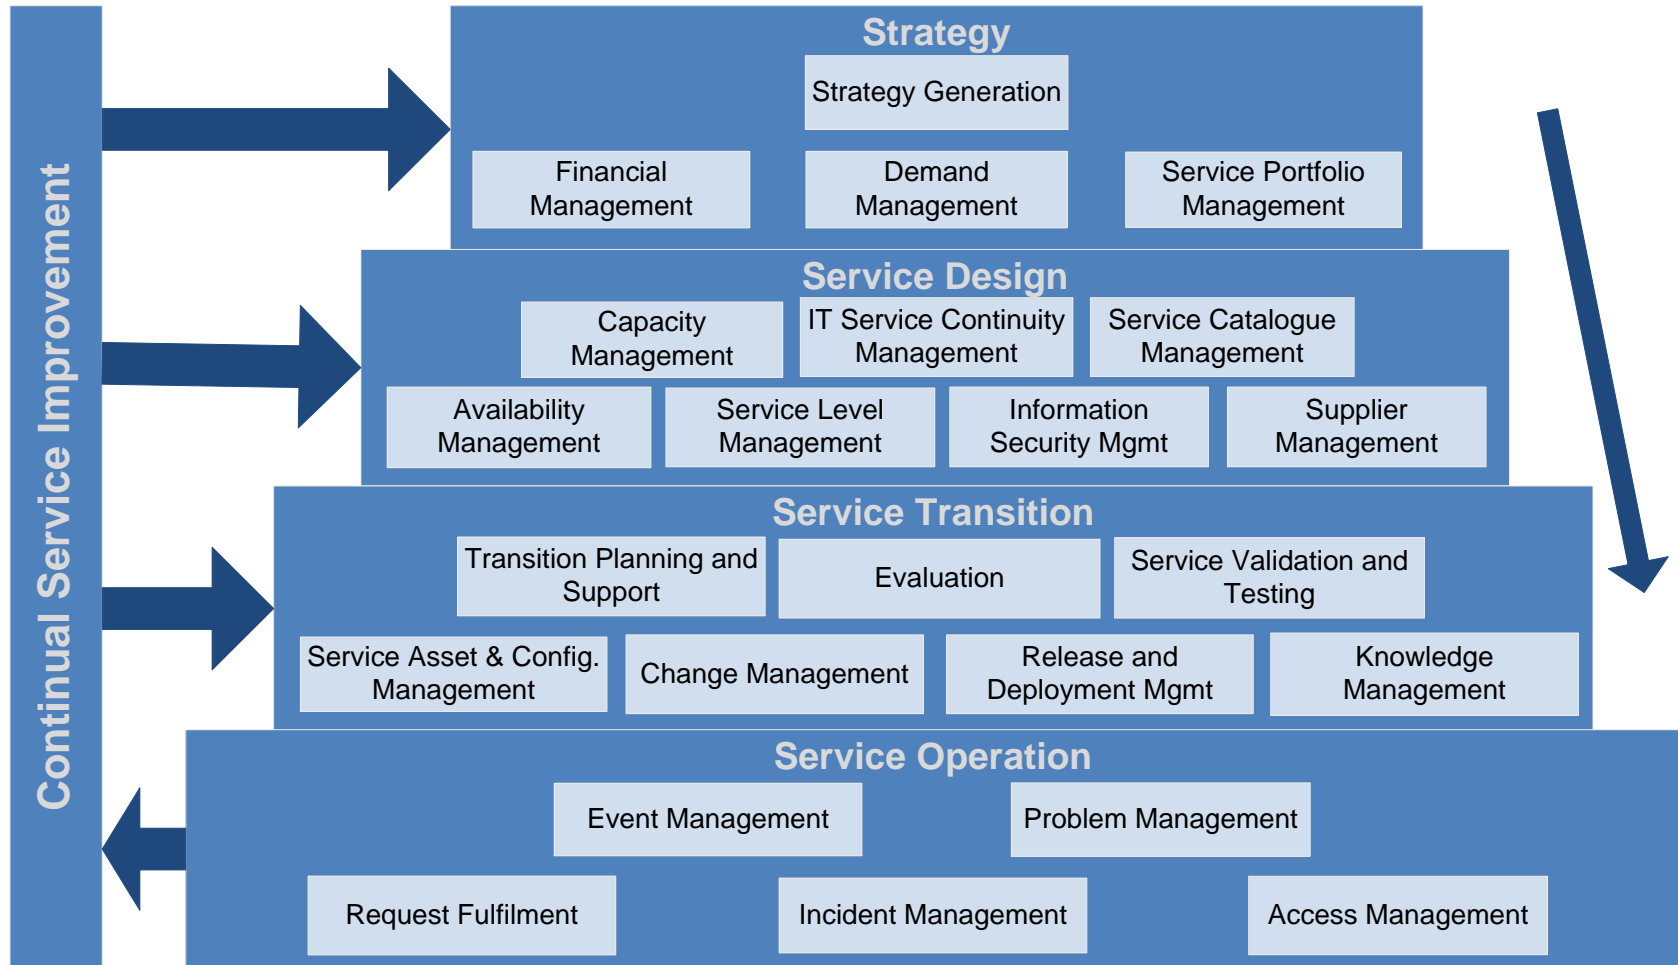 Continual Service Improvement
Strategy
Strategy Generation
Financial
Management
Demand
Management
Service Portfolio
Management
Service Design
Capacity
Management
IT Service Continuity
Management
Service Catalogue
Management
Availability
Management
Service Level
Management
Information
Security Mgmt
Supplier
Management
Service Transition
Transition Planning and
Support
Evaluation
Service Validation and
Testing
Service Asset & Config.
Management
Change Management
Release and
Deployment Mgmt
Knowledge
Management
Service Operation
Event Management
Problem Management
Request Fulfilment
Incident Management
Access Management